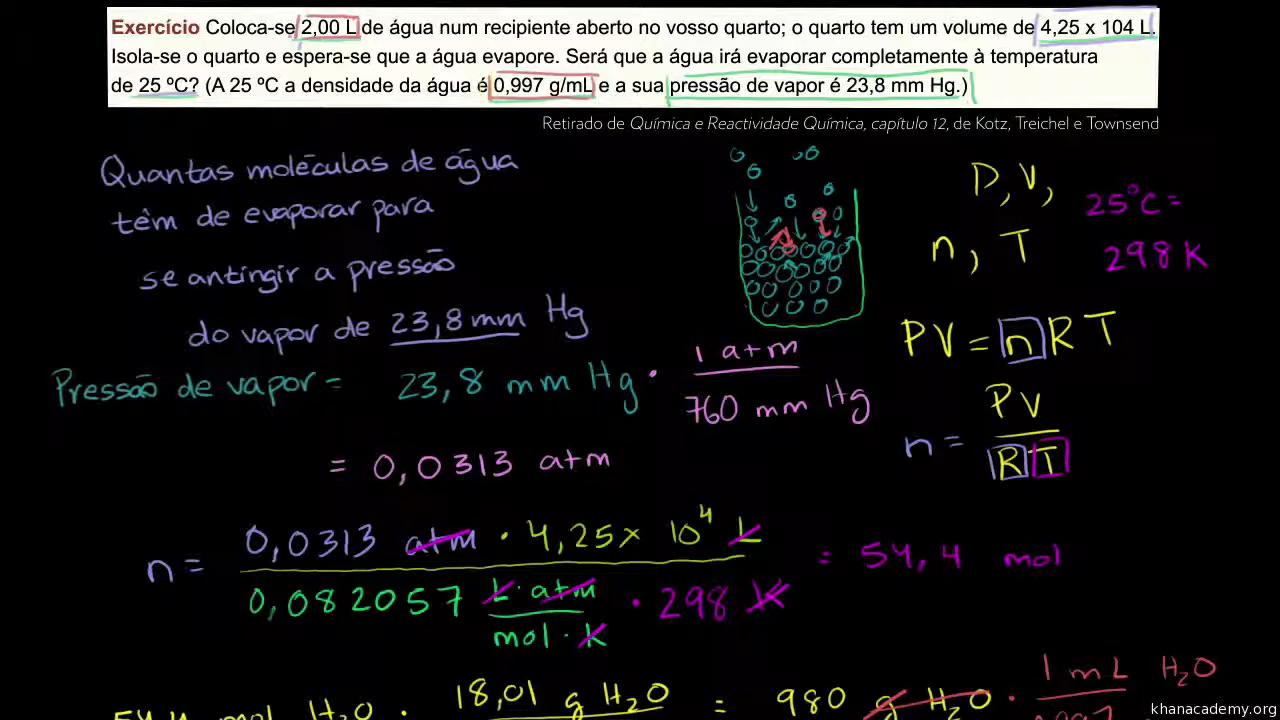 Exercício Coloca-se 2,00 L de água num recipiente aberto no vosso quarto; o quarto tem um volume de 4,25 x 104 L.
Isola-se o quarto e espera-se que a água evapore. Será que a água irá evaporar completamente à temperatura
de 25 ºC? (A 25 ºC a densidade da água é 0,997 g/mL e a sua pressão de vapor é 23,8 mm Hg.)
Retirado de Química e Reactividade Química, capítulo 12, de Kotz, Treichel e Townsend
Quantas moléculas de água
têm de evaporar para
se antingir a pressão
do vapor de 23,8 mm Hg
P, V,
n, T
25°C =
298 K
PV = nRT
n = PV
RT
Pressão de vapor = 23,8 mm Hg · 1 atm
760 mm Hg
= 0,0313 atm
n = 0,0313 atm · 4,25 x 10⁴ L
0,082057 L · atm · 298 K
mol · K
= 54,4 mol
54,4 mol H₂O · 18,01 g H₂O = 980 g H₂O · 1 mL H₂O
khanacademy.org